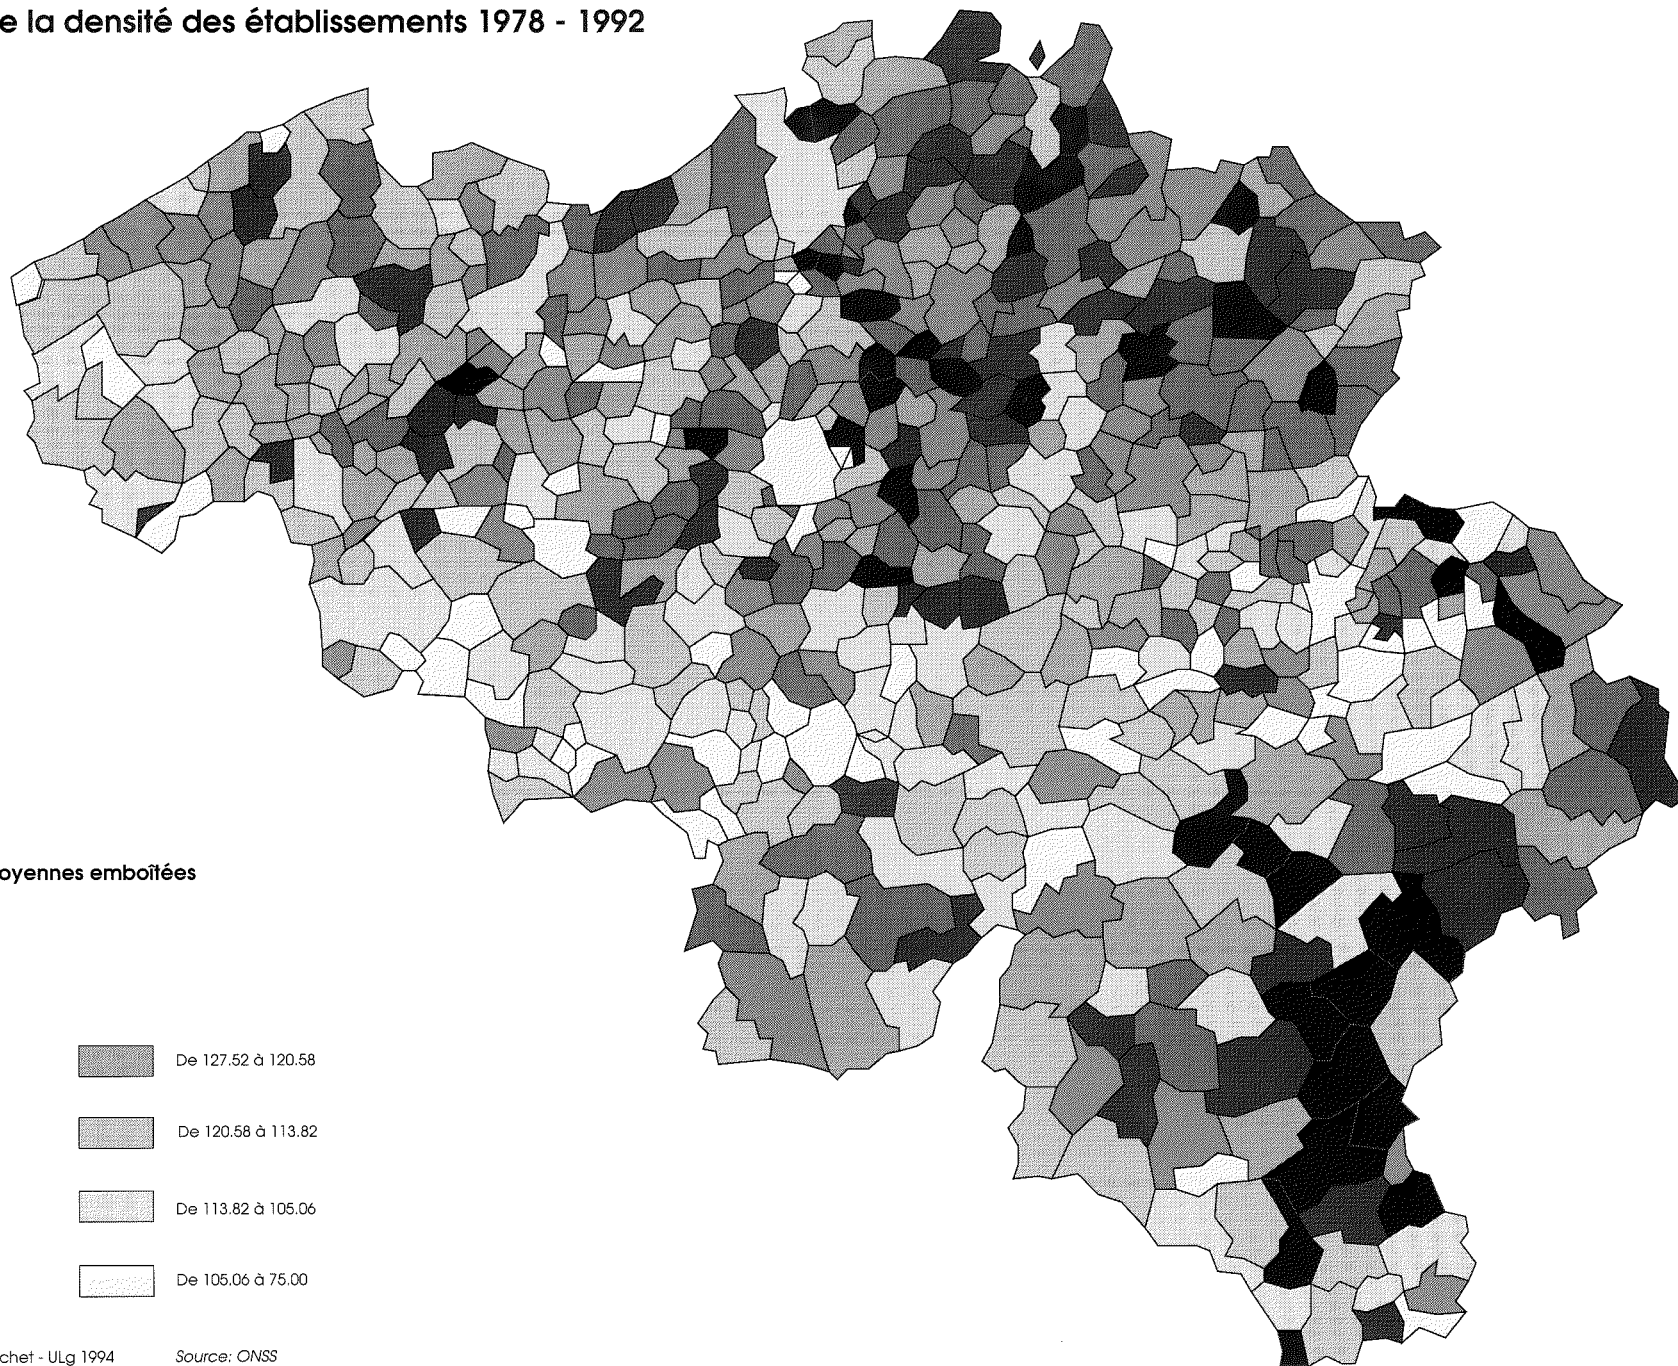 e la densité des établissements 1978 - 1992
oyennes emboîtées
De 127.52 à 120.58
De 120.58 à 113.82
De 113.82 à 105.06
De 105.06 à 75.00
chet - ULg 1994 Source: ONSS